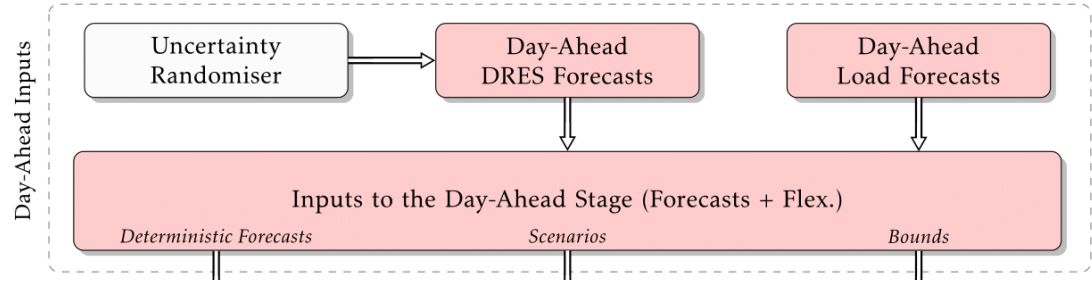 Day-Ahead Inputs
Uncertainty
Randomiser
Day-Ahead
DRES Forecasts
Day-Ahead
Load Forecasts
Inputs to the Day-Ahead Stage (Forecasts + Flex.)
Deterministic Forecasts
Scenarios
Bounds